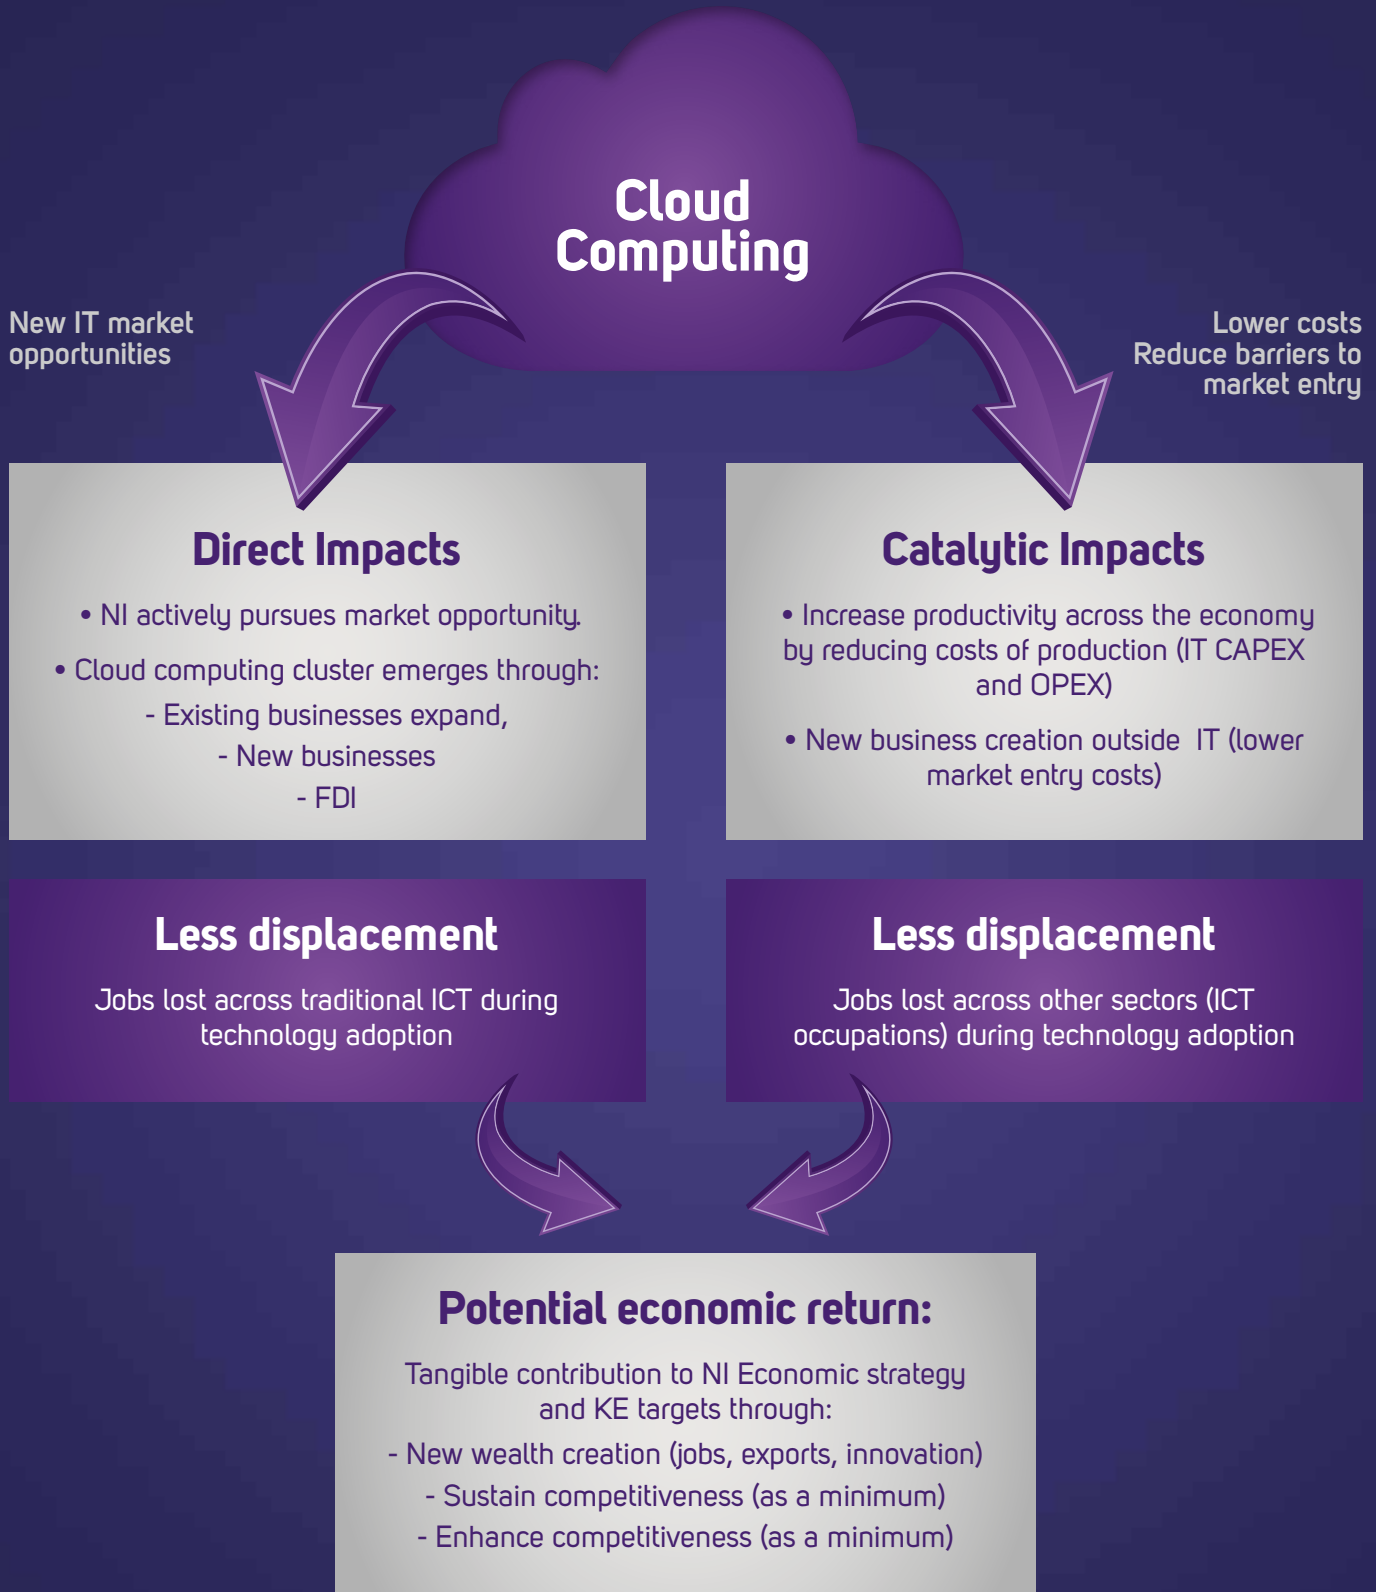 Cloud
Computing
New IT market
opportunities
Lower costs
Reduce barriers to
market entry
Direct Impacts
• NI actively pursues market opportunity.
• Cloud computing cluster emerges through:
- Existing businesses expand,
- New businesses
- FDI
Catalytic Impacts
• Increase productivity across the economy
by reducing costs of production (IT CAPEX
and OPEX)
• New business creation outside IT (lower
market entry costs)
Less displacement
Jobs lost across traditional ICT during
technology adoption
Less displacement
Jobs lost across other sectors (ICT
occupations) during technology adoption
Potential economic return:
Tangible contribution to NI Economic strategy
and KE targets through:
- New wealth creation (jobs, exports, innovation)
- Sustain competitiveness (as a minimum)
- Enhance competitiveness (as a minimum)